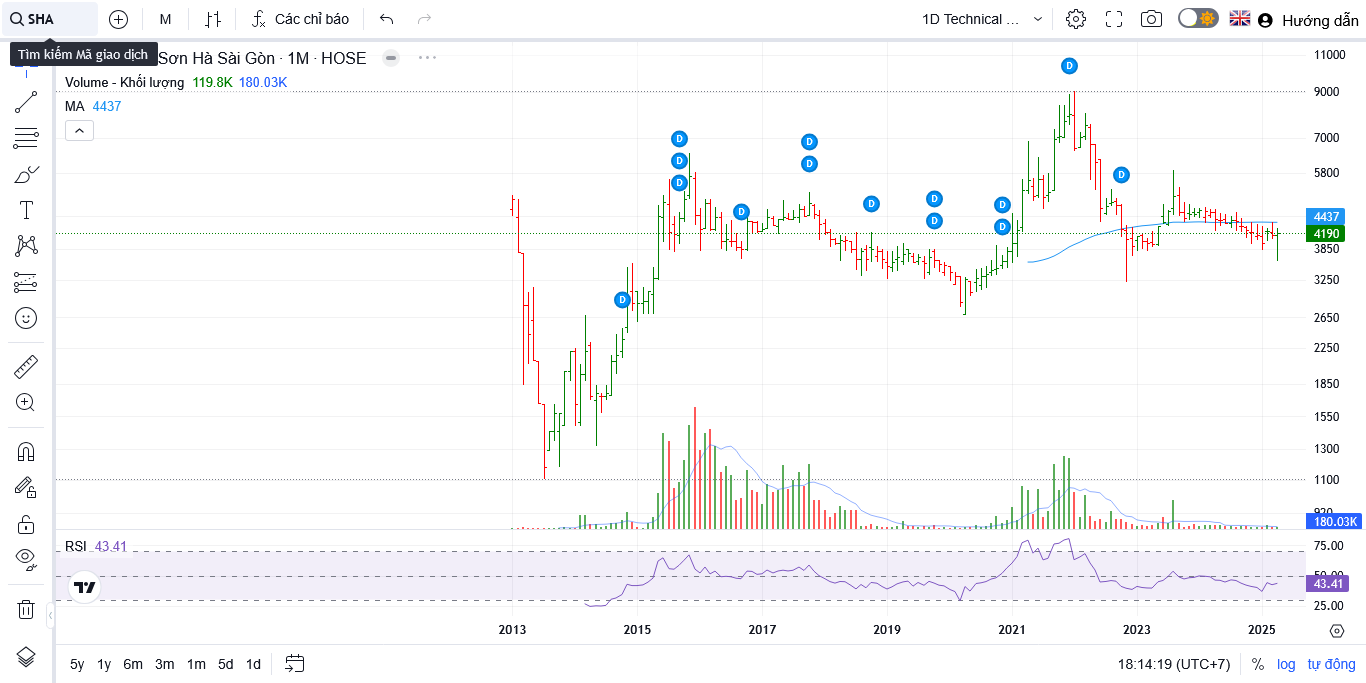 SHA
M
Các chỉ báo
1D Technical ...
Hướng dẫn
Tìm kiếm Mã giao dịch
Sơn Hà Sài Gòn · 1M · HOSE
Volume - Khối lượng 119.8K 180.03K
MA 4437
D
D
D
D
D
D
D
D
D
D
D
D
D
D
11000
9000
7000
5800
4437
4190
3850
3250
2650
2250
1850
1550
1300
1100
180.03K
RSI 43.41
75.00
50.00
43.41
25.00
2013 2015 2017 2019 2021 2023 2025
5y 1y 6m 3m 1m 5d 1d
18:14:19 (UTC+7) % log tự động